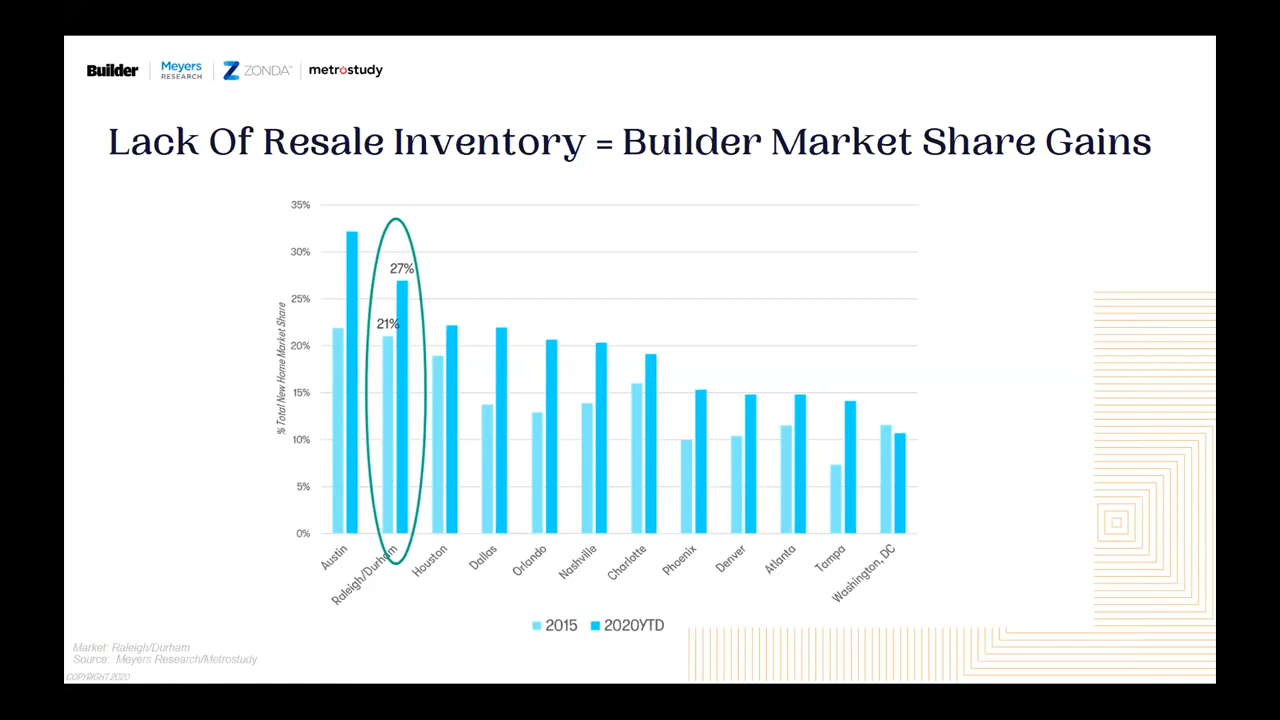 Builder
Meyers
RESEARCH
ZONDA™
metrostudy
Lack Of Resale Inventory = Builder Market Share Gains
35%
30%
25%
20%
15%
10%
5%
0%
% Total New Home Market Share
27%
21%
Austin
Raleigh/Durham
Houston
Dallas
Orlando
Nashville
Charlotte
Phoenix
Denver
Atlanta
Tampa
Washington, DC
2015
2020YTD
Market: Raleigh/Durham
Source: Meyers Research/Metrostudy
COPYRIGHT 2020